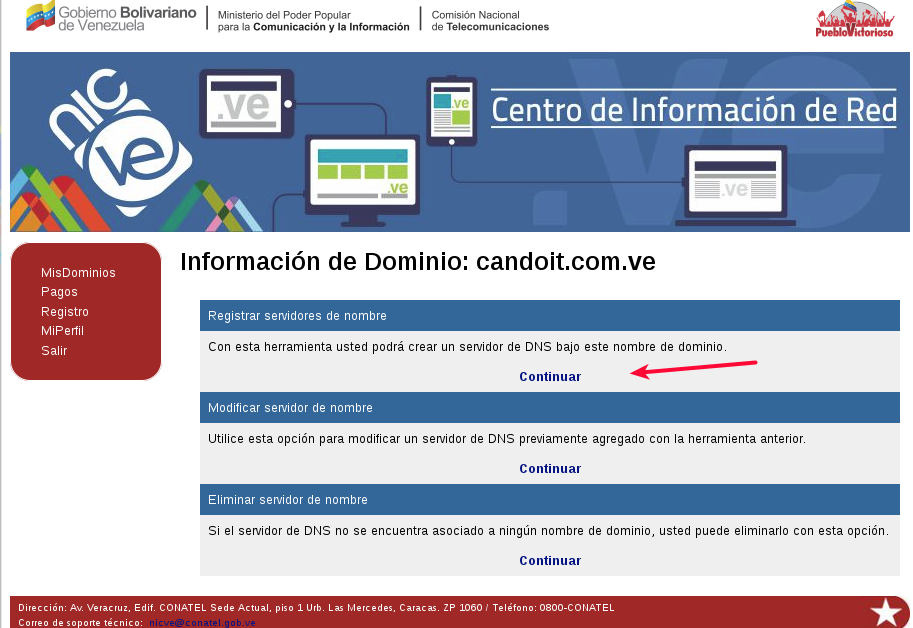 Gobierno Bolivariano
de Venezuela
Ministerio del Poder Popular
para la Comunicación y la Información
Comisión Nacional
de Telecomunicaciones
PuebloVictorioso
nic
ve
.ve
.ve
.ve
.ve
.ve
Centro de Información de Red
MisDominios
Pagos
Registro
MiPerfil
Salir
Información de Dominio: candoit.com.ve
Registrar servidores de nombre
Con esta herramienta usted podrá crear un servidor de DNS bajo este nombre de dominio.
Continuar
Modificar servidor de nombre
Utilice esta opción para modificar un servidor de DNS previamente agregado con la herramienta anterior.
Continuar
Eliminar servidor de nombre
Si el servidor de DNS no se encuentra asociado a ningún nombre de dominio, usted puede eliminarlo con esta opción.
Continuar
Dirección: Av. Veracruz, Edif. CONATEL Sede Actual, piso 1 Urb. Las Mercedes, Caracas. ZP 1060 / Teléfono: 0800-CONATEL
Correo de soporte técnico: nicve@conatel.gob.ve